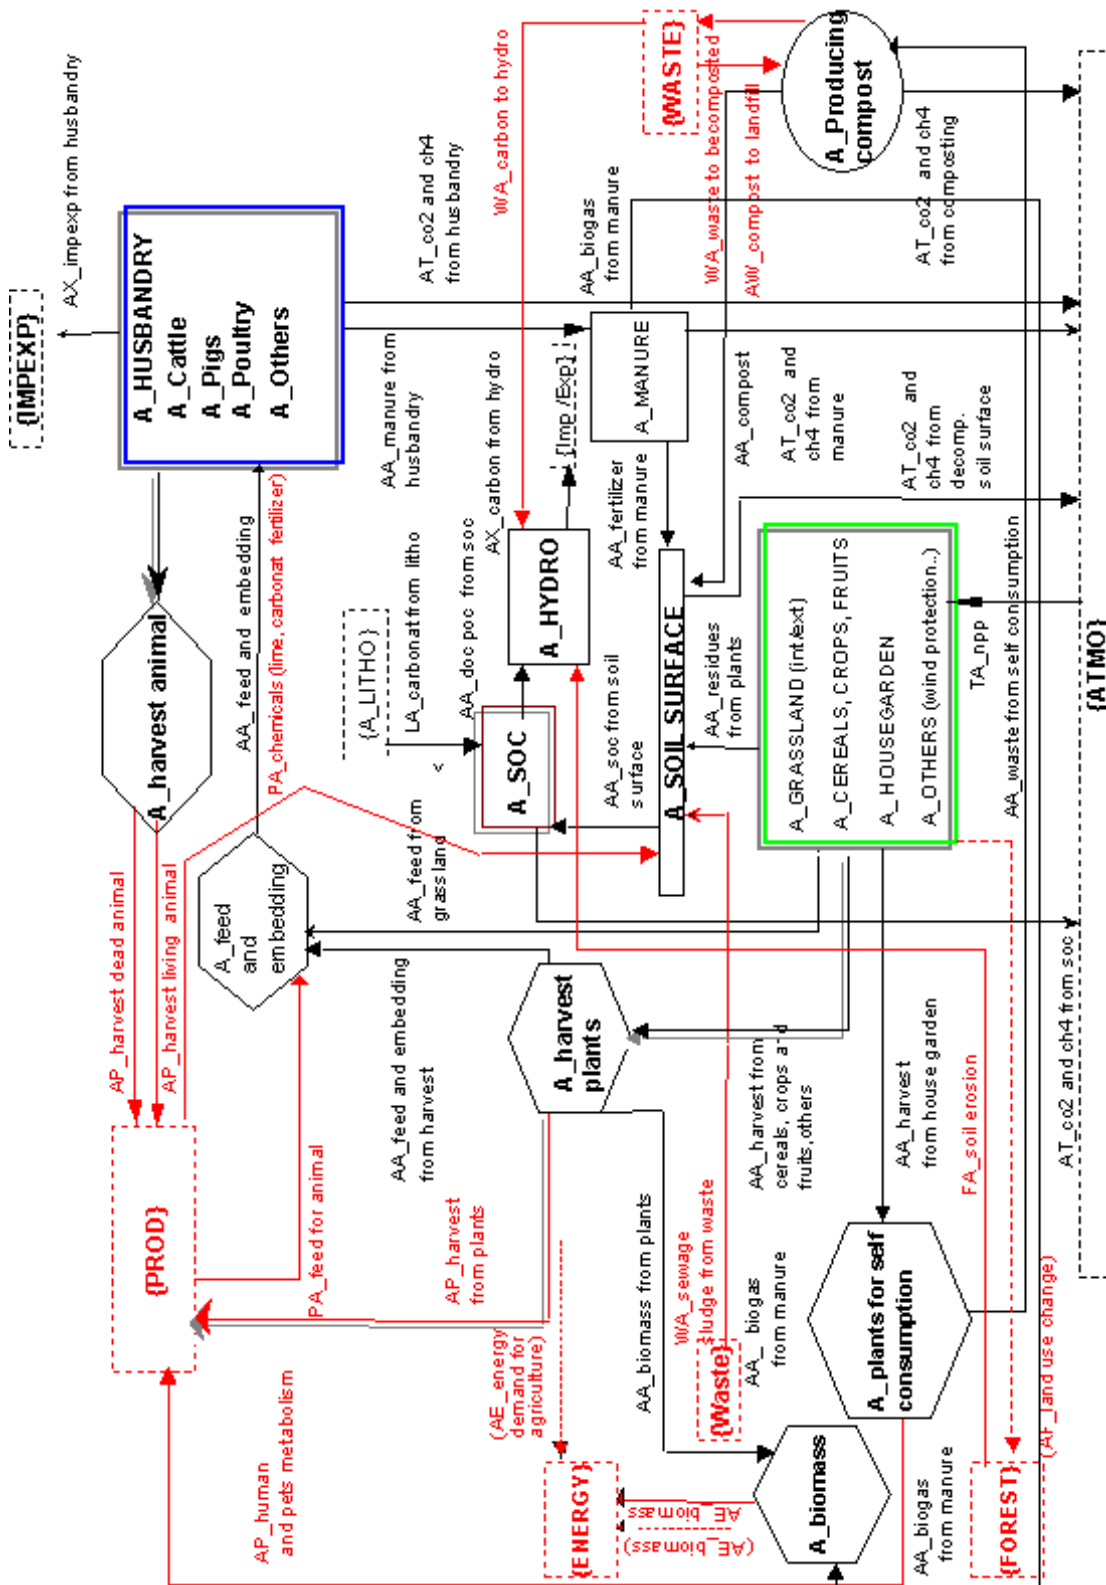 {IMPEXP}
AX_impexp from husbandry
A_HUSBANDRY
A_Cattle
A_Pigs
A_Poultry
A_Others
AT_co2 and ch4
from husbandry
WA_carbon to hydro
{WASTE}
A_Producing
compost
WA_waste to be composted
AW_compost to landfill
AT_co2 and ch4
from composting
AA_biogas
from manure
A_MANURE
AA_manure from
husbandry
{Imp/Exp}
AX_carbon from hydro
A_HYDRO
AA_fertilizer
from manure
AA_compost
AT_co2 and
ch4 from
manure
AT_co2 and
ch4 from
decomp.
soil surface
A_harvest animal
AA_feed and embedding
PA_chemicals (lime, carbonat fertilizer)
{A_LITHO}
LA_carbonat from litho
AA_doc poc from soc
<
A_SOC
AA_soc from soil
surface
A_SOIL SURFACE
AA_residues
from plants
A_GRASSLAND (int/ext)
A_CEREALS, CROPS, FRUITS
A_HOUSEGARDEN
A_OTHERS (wind protection..)
TA_npp
{ATMO}
AA_waste from self consumption
AP_harvest dead animal
AP_harvest living animal
A_feed
and
embedding
AA_feed from
grassland
A_harvest
plants
AA_feed and embedding
from harvest
{PROD}
PA_feed for animal
AP_harvest
from plants
AA_harvest from
cereals, crops and
fruits,others
AA_harvest
from house garden
FA_soil erosion
AT_co2 and ch4 from soc
AP_human
and pets metabolism
(AE_energy
demand for
agriculture)
AA_biomass from plants
WA_sewage
sludge from waste
{Waste}
AA_ biogas
from manure
A_plants for self
consumption
{ENERGY}
AE_biomass
(AE_biomass)
A_biomass
AA_biogas
from manure
{FOREST}
(AF_land use change)